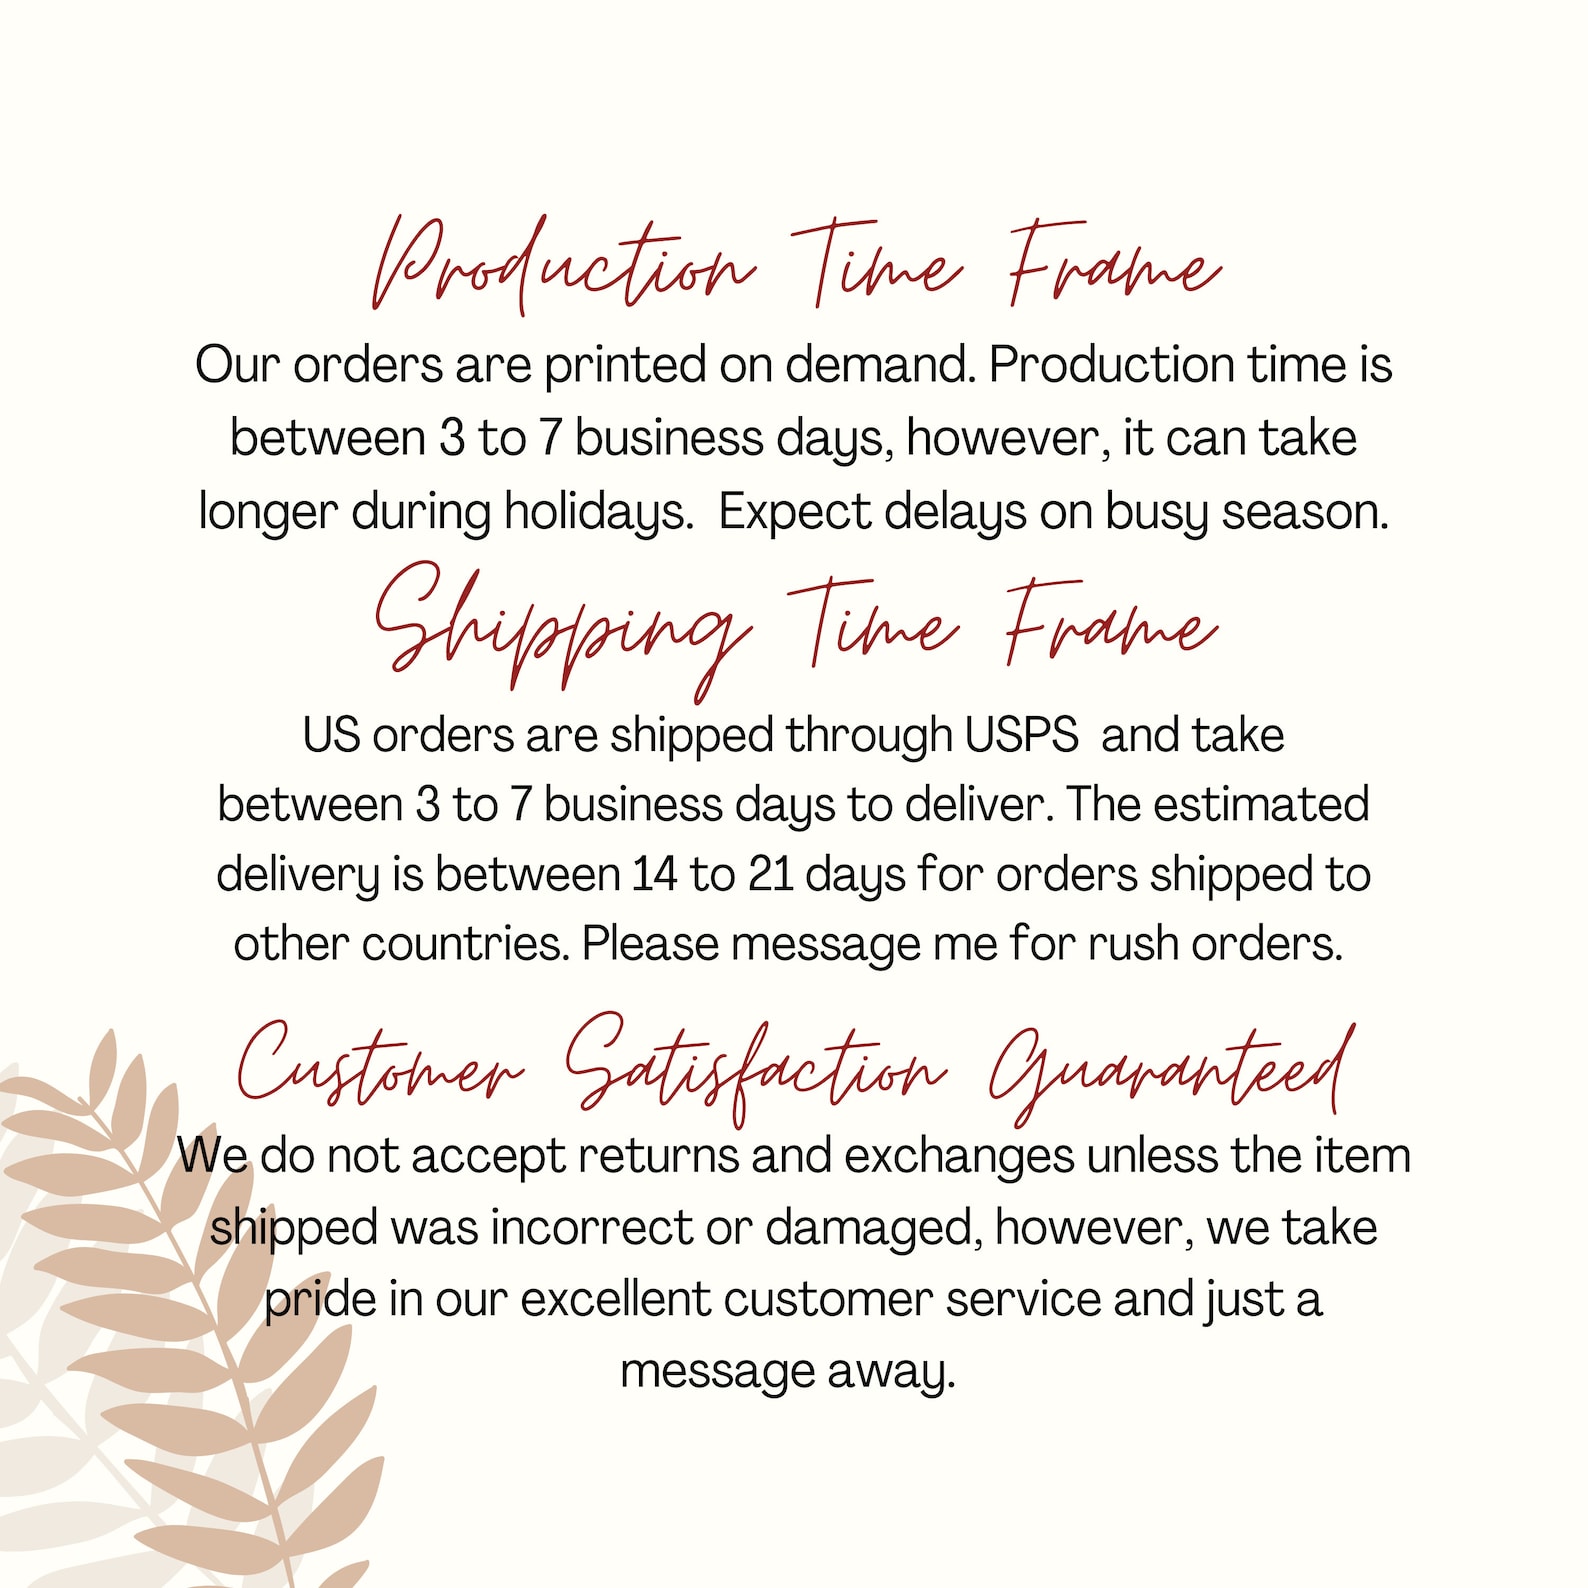 Production Time Frame
Our orders are printed on demand. Production time is
between 3 to 7 business days, however, it can take
longer during holidays.  Expect delays on busy season.
Shipping Time Frame
US orders are shipped through USPS  and take
between 3 to 7 business days to deliver. The estimated
delivery is between 14 to 21 days for orders shipped to
other countries. Please message me for rush orders.
Customer Satisfaction Guaranteed
We do not accept returns and exchanges unless the item
shipped was incorrect or damaged, however, we take
pride in our excellent customer service and just a
message away.